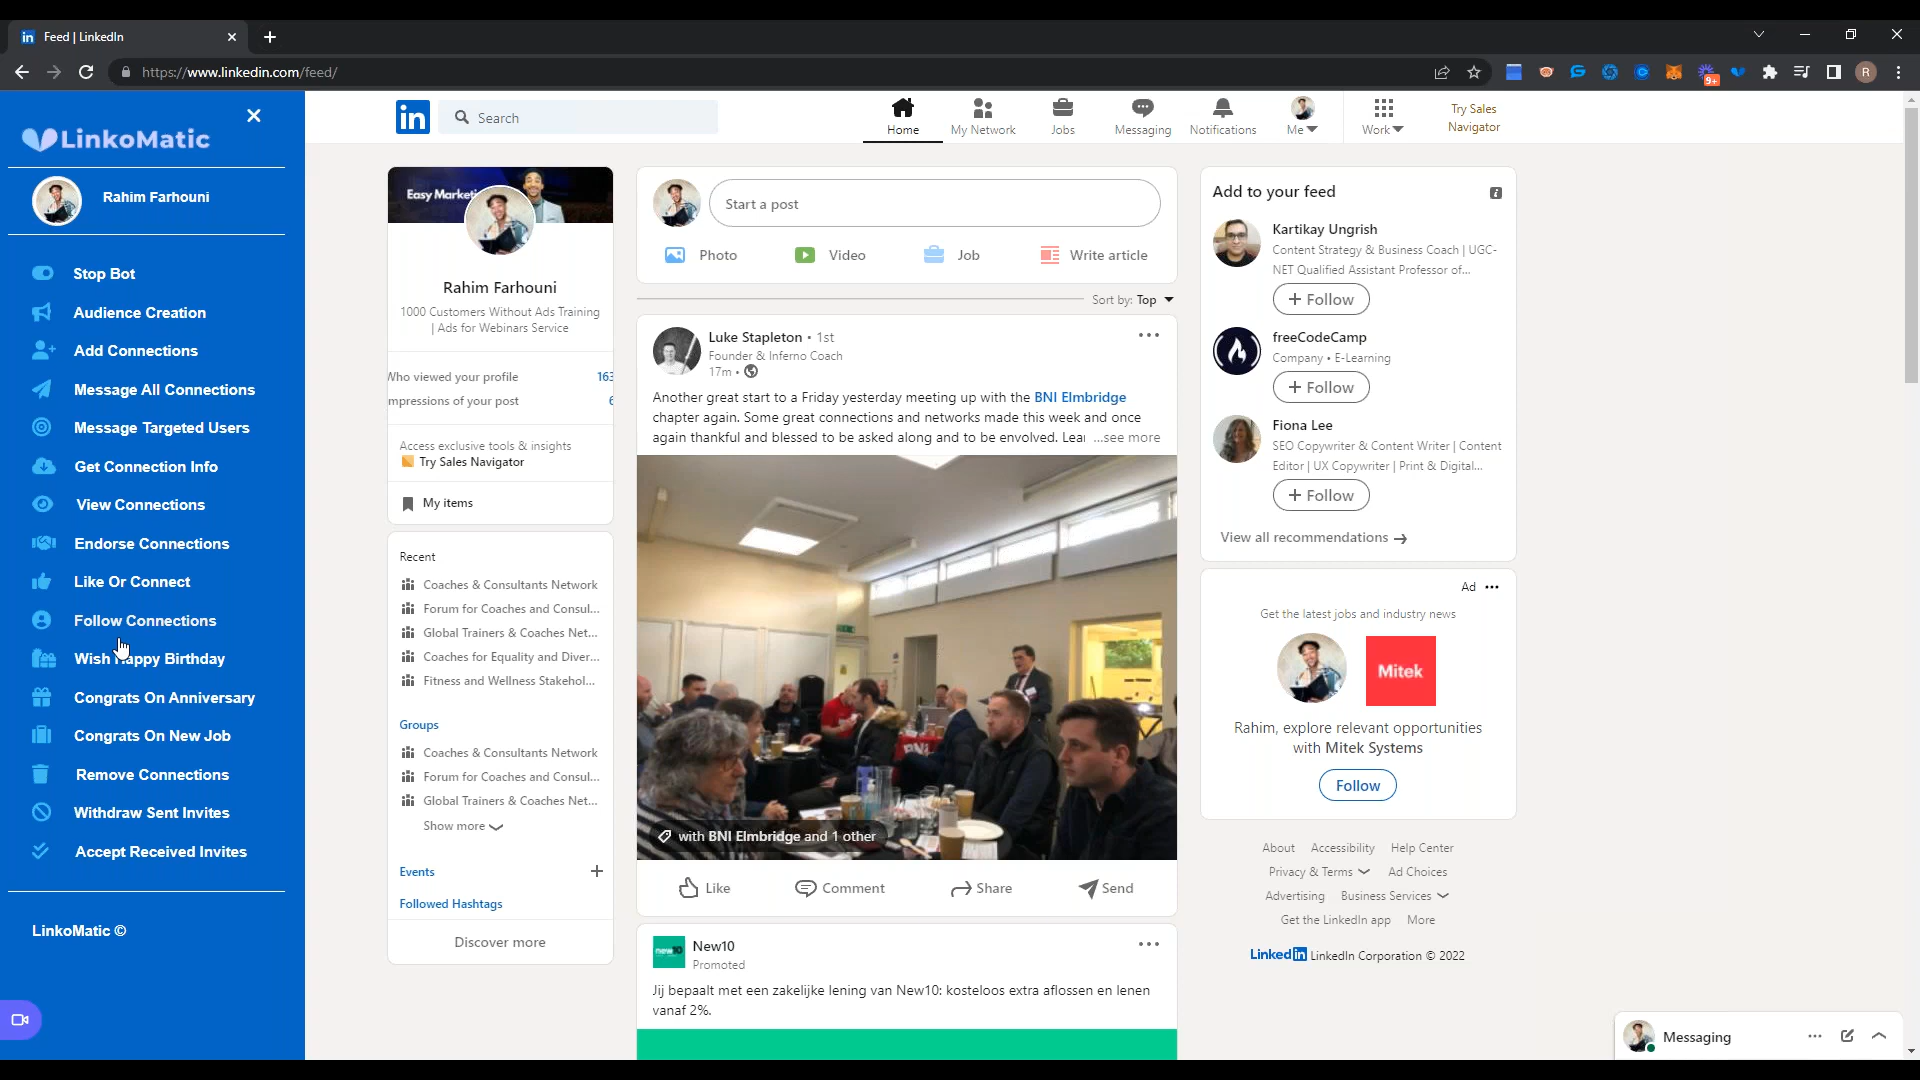 Feed | LinkedIn
https://www.linkedin.com/feed/
9+
R
LinkoMatic
Rahim Farhouni
Stop Bot
Audience Creation
Add Connections
Message All Connections
Message Targeted Users
Get Connection Info
View Connections
Endorse Connections
Like Or Connect
Follow Connections
Wish Happy Birthday
Congrats On Anniversary
Congrats On New Job
Remove Connections
Withdraw Sent Invites
Accept Received Invites
LinkoMatic ©
in
Search
Home
My Network
Jobs
Messaging
Notifications
Me
Work
Try Sales
Navigator
Easy Marketi
Rahim Farhouni
1000 Customers Without Ads Training
| Ads for Webinars Service
Who viewed your profile 163
mpressions of your post 6
Access exclusive tools & insights
Try Sales Navigator
My items
Recent
Coaches & Consultants Network
Forum for Coaches and Consul...
Global Trainers & Coaches Net...
Coaches for Equality and Diver...
Fitness and Wellness Stakehol...
Groups
Coaches & Consultants Network
Forum for Coaches and Consul...
Global Trainers & Coaches Net...
Show more
Events
Followed Hashtags
Discover more
Start a post
Photo
Video
Job
Write article
Sort by: Top
Luke Stapleton • 1st
Founder & Inferno Coach
17m •
Another great start to a Friday yesterday meeting up with the BNI Elmbridge
chapter again. Some great connections and networks made this week and once
again thankful and blessed to be asked along and to be envolved. Lear ...see more
BNI
with BNI Elmbridge and 1 other
Like
Comment
Share
Send
new10
New10
Promoted
Jij bepaalt met een zakelijke lening van New10: kosteloos extra aflossen en lenen
vanaf 2%.
Add to your feed
Kartikay Ungrish
Content Strategy & Business Coach | UGC-
NET Qualified Assistant Professor of...
+ Follow
freeCodeCamp
Company • E-Learning
+ Follow
Fiona Lee
SEO Copywriter & Content Writer | Content
Editor | UX Copywriter | Print & Digital...
+ Follow
View all recommendations
Ad
Get the latest jobs and industry news
Mitek
Rahim, explore relevant opportunities
with Mitek Systems
Follow
About Accessibility Help Center
Privacy & Terms Ad Choices
Advertising Business Services
Get the LinkedIn app More
LinkedIn LinkedIn Corporation © 2022
Messaging